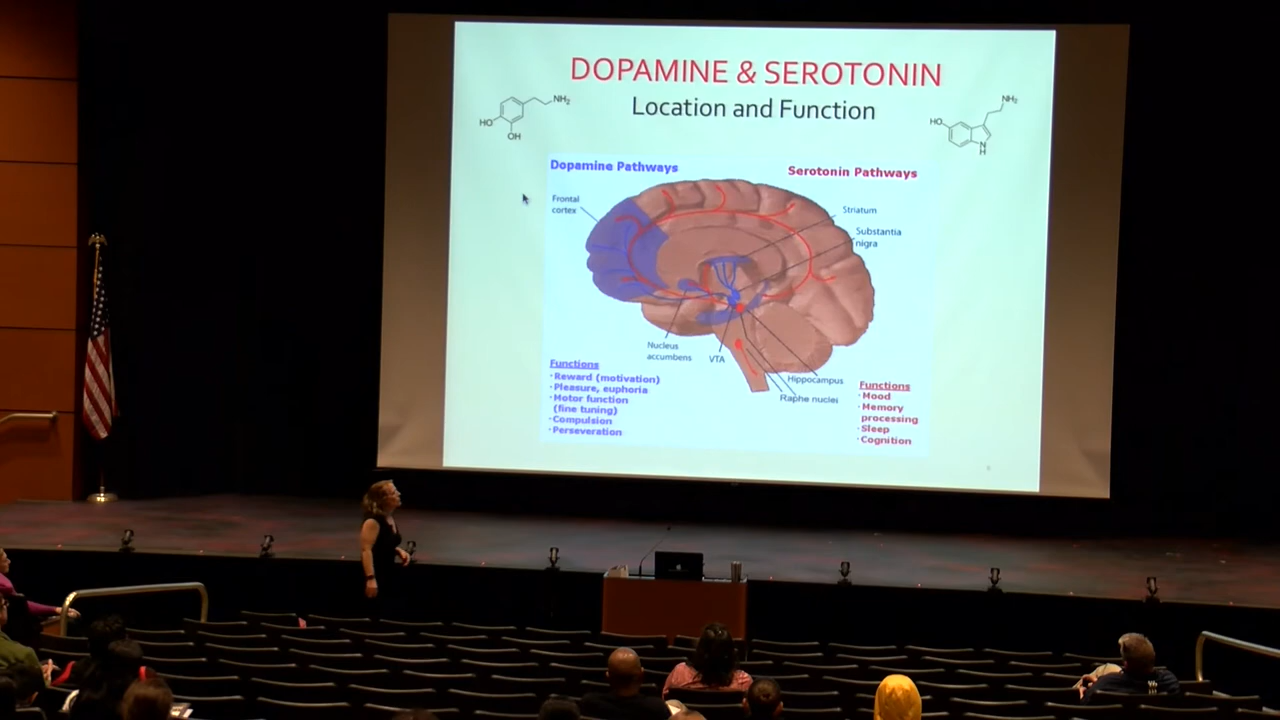 DOPAMINE & SEROTONIN
Location and Function
NH₂
HO
OH
NH₂
HO
N
H
Dopamine Pathways
Serotonin Pathways
Frontal
cortex
Striatum
Substantia
nigra
Nucleus
accumbens
VTA
Hippocampus
Raphe nuclei
Functions
·Reward (motivation)
·Pleasure, euphoria
·Motor function
(fine tuning)
·Compulsion
·Perseveration
Functions
·Mood
·Memory
processing
·Sleep
·Cognition